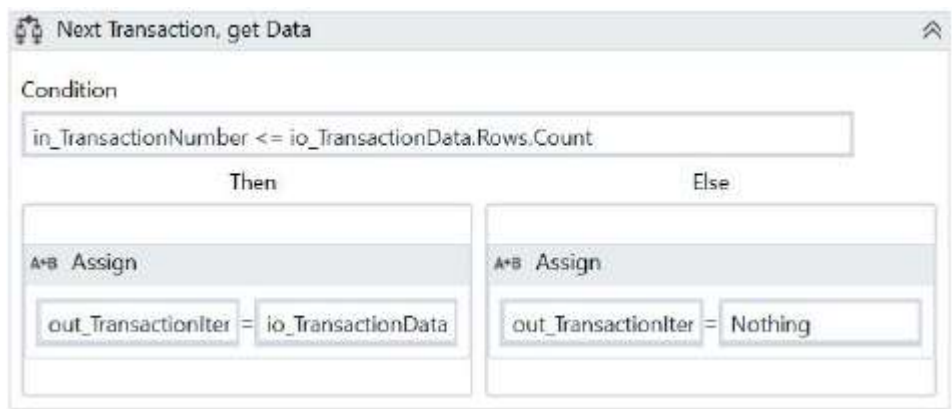 Next Transaction, get Data
Condition
in_TransactionNumber <= io_TransactionData.Rows.Count
Then
Else
A+B Assign
A+B Assign
out_TransactionIter = io_TransactionData
out_TransactionIter = Nothing